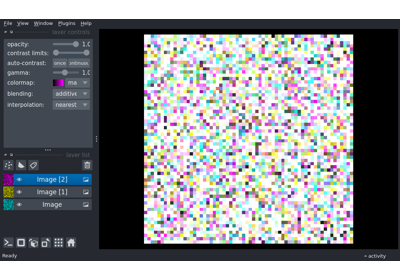 File View Window Plugins Help
layer controls
opacity: 1.0
contrast limits:
auto-contrast: once
gamma: 1.0
colormap: ma
blending: additive
interpolation: nearest
layer list
Image [2]
Image [1]
Image
Ready
activity